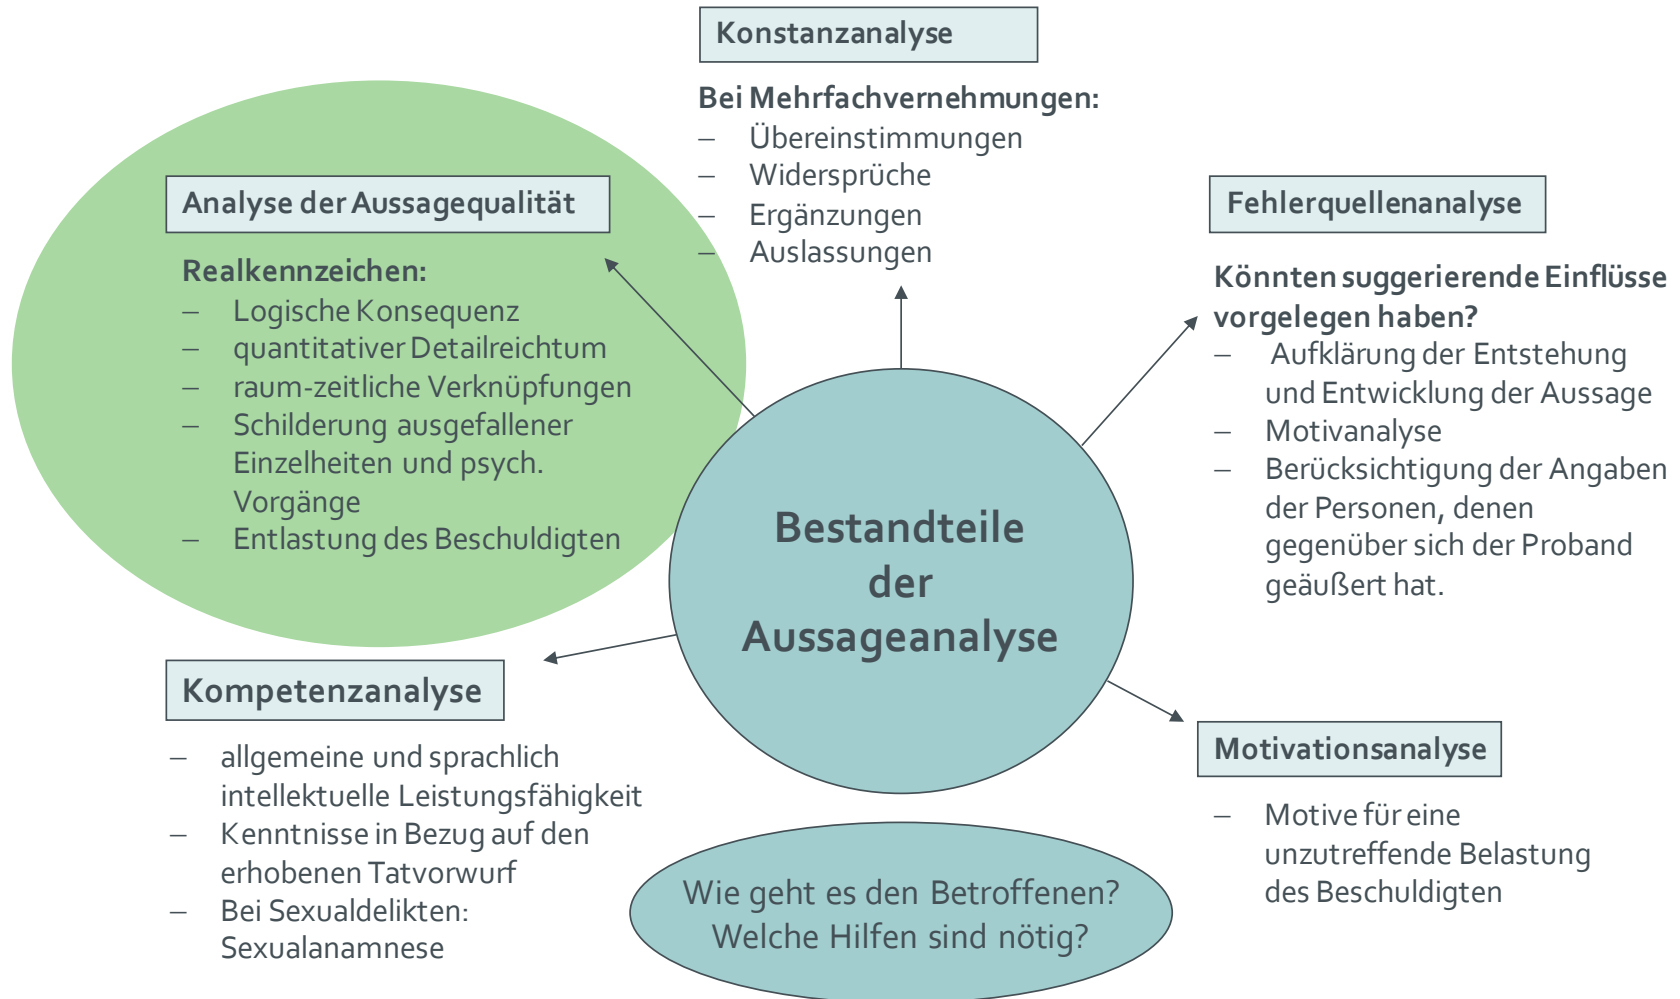 Konstanzanalyse
Bei Mehrfachvernehmungen:
– Übereinstimmungen
– Widersprüche
– Ergänzungen
– Auslassungen
Analyse der Aussagequalität
Realkennzeichen:
– Logische Konsequenz
– quantitativer Detailreichtum
– raum-zeitliche Verknüpfungen
– Schilderung ausgefallener
Einzelheiten und psych.
Vorgänge
– Entlastung des Beschuldigten
Fehlerquellenanalyse
Könnten suggerierende Einflüsse
vorgelegen haben?
– Aufklärung der Entstehung
und Entwicklung der Aussage
– Motivanalyse
– Berücksichtigung der Angaben
der Personen, denen
gegenüber sich der Proband
geäußert hat.
Bestandteile
der
Aussageanalyse
Kompetenzanalyse
– allgemeine und sprachlich
intellektuelle Leistungsfähigkeit
– Kenntnisse in Bezug auf den
erhobenen Tatvorwurf
– Bei Sexualdelikten:
Sexualanamnese
Motivationsanalyse
– Motive für eine
unzutreffende Belastung
des Beschuldigten
Wie geht es den Betroffenen?
Welche Hilfen sind nötig?